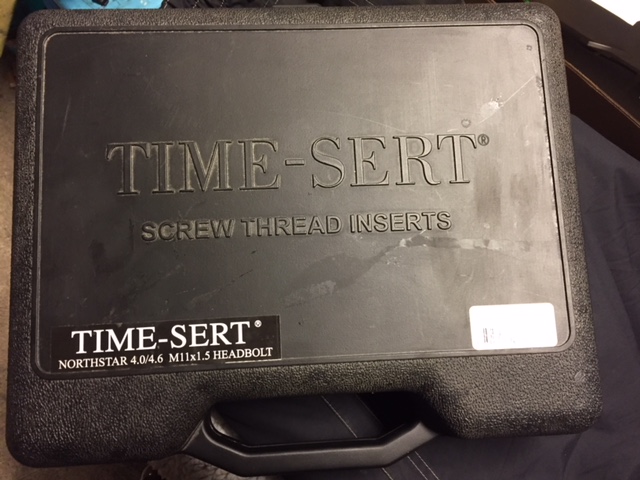 TIME-SERT®
SCREW THREAD INSERTS
TIME-SERT®
NORTHSTAR 4.0/4.6 M11x1.5 HEADBOLT